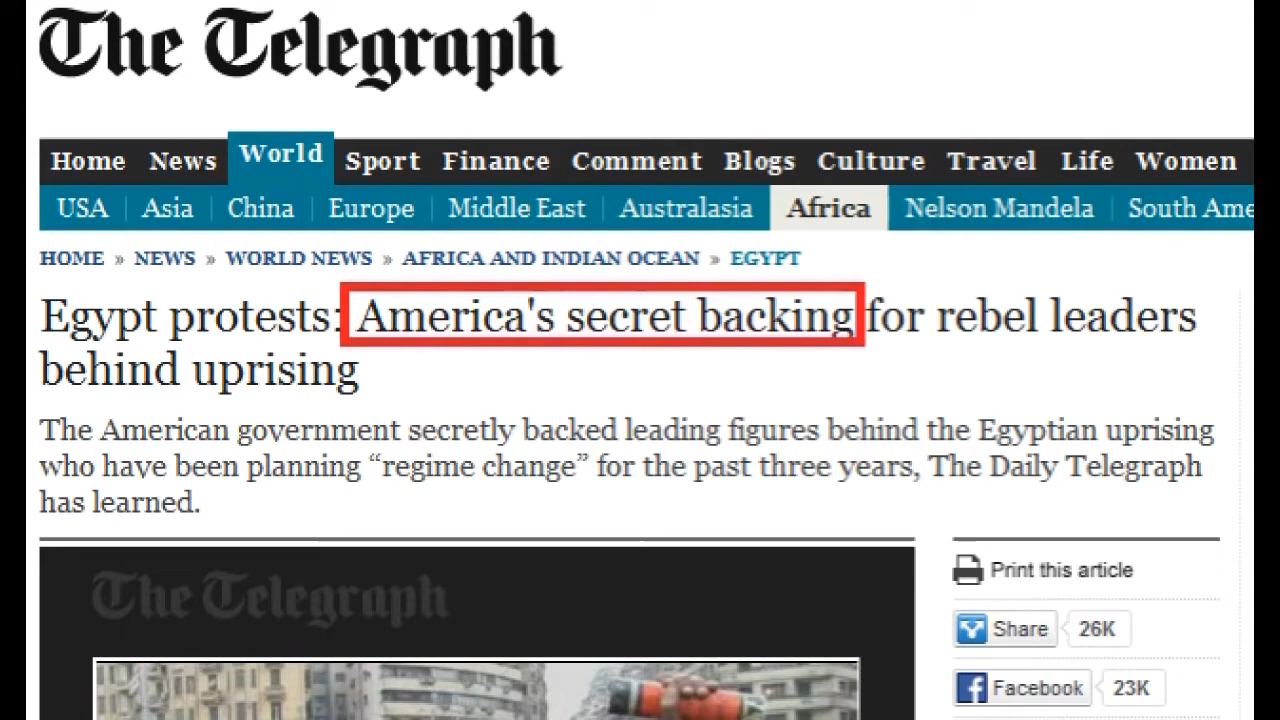 The Telegraph
Home News World Sport Finance Comment Blogs Culture Travel Life Women
USA Asia China Europe Middle East Australasia Africa Nelson Mandela South Ame
HOME » NEWS » WORLD NEWS » AFRICA AND INDIAN OCEAN » EGYPT
Egypt protests: America's secret backing for rebel leaders
behind uprising
The American government secretly backed leading figures behind the Egyptian uprising
who have been planning “regime change” for the past three years, The Daily Telegraph
has learned.
The Telegraph
Print this article
Share 26K
Facebook 23K